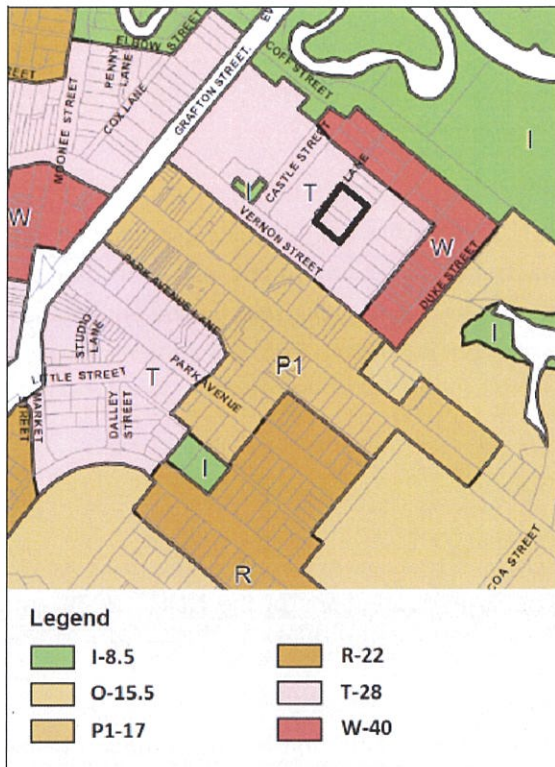 ELBOW STREET
STREET
PENNY LANE
COX LANE
MOONEE STREET
GRAFTON STREET
COFF STREET
CASTLE STREET
LANE
I
I
T
W
W
VERNON STREET
DUKE STREET
PARK AVENUE LANE
P1
I
STUDIO LANE
LITTLE STREET
T
PARK AVENUE
MARKET STREET
DALLEY STREET
I
R
COA STREET
Legend
I-8.5
R-22
O-15.5
T-28
P1-17
W-40